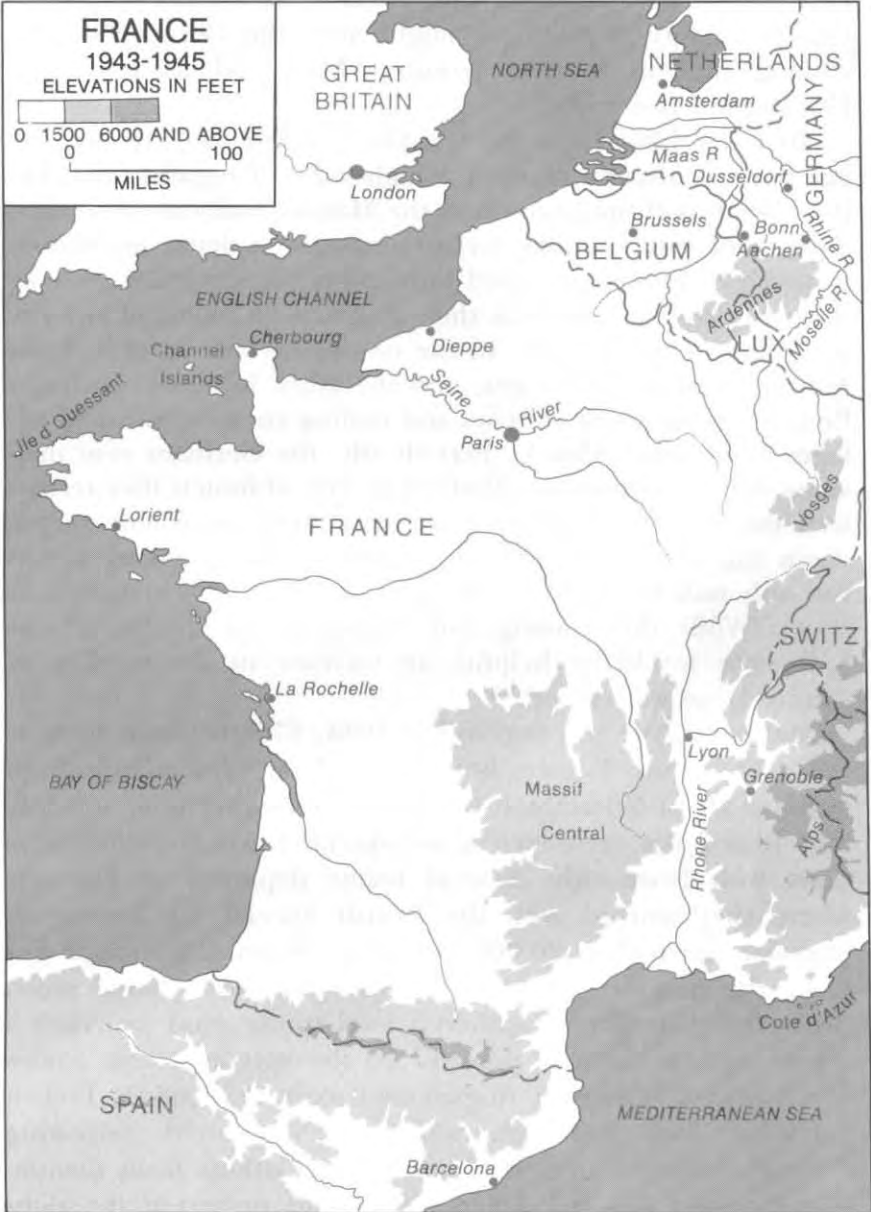 FRANCE
1943-1945
ELEVATIONS IN FEET
0 1500 6000 AND ABOVE
0 100
MILES
GREAT
BRITAIN
NORTH SEA
NETHERLANDS
Amsterdam
GERMANY
Maas R
Dusseldorf
London
Rhine R
Brussels
Bonn
Aachen
BELGIUM
ENGLISH CHANNEL
Ardennes
Moselle R
LUX
Cherbourg
Dieppe
Channel
Islands
Ile d'Ouessant
Seine
River
Paris
Vosges
Lorient
FRANCE
SWITZ
La Rochelle
Lyon
Grenoble
BAY OF BISCAY
Massif
Central
Rhone River
Alps
Cote d'Azur
SPAIN
MEDITERRANEAN SEA
Barcelona